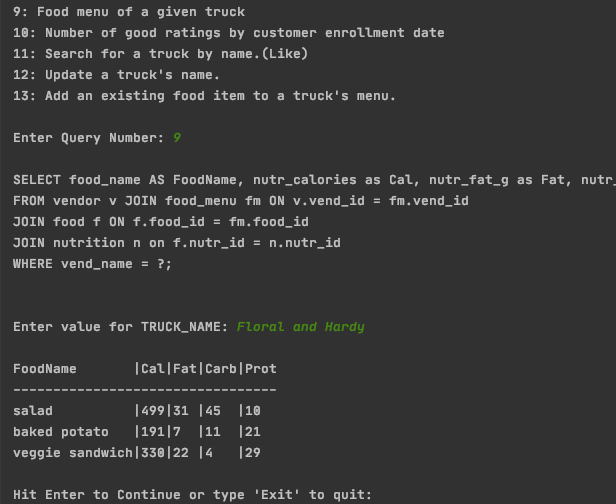 9: Food menu of a given truck
10: Number of good ratings by customer enrollment date
11: Search for a truck by name.(Like)
12: Update a truck's name.
13: Add an existing food item to a truck's menu.
Enter Query Number: 9
SELECT food_name AS FoodName, nutr_calories as Cal, nutr_fat_g as Fat, nutr_
FROM vendor v JOIN food_menu fm ON v.vend_id = fm.vend_id
JOIN food f ON f.food_id = fm.food_id
JOIN nutrition n on f.nutr_id = n.nutr_id
WHERE vend_name = ?;
Enter value for TRUCK_NAME: Floral and Hardy
FoodName       |Cal|Fat|Carb|Prot
---------------------------------
salad          |499|31 |45  |10
baked potato   |191|7  |11  |21
veggie sandwich|330|22 |4   |29
Hit Enter to Continue or type 'Exit' to quit: